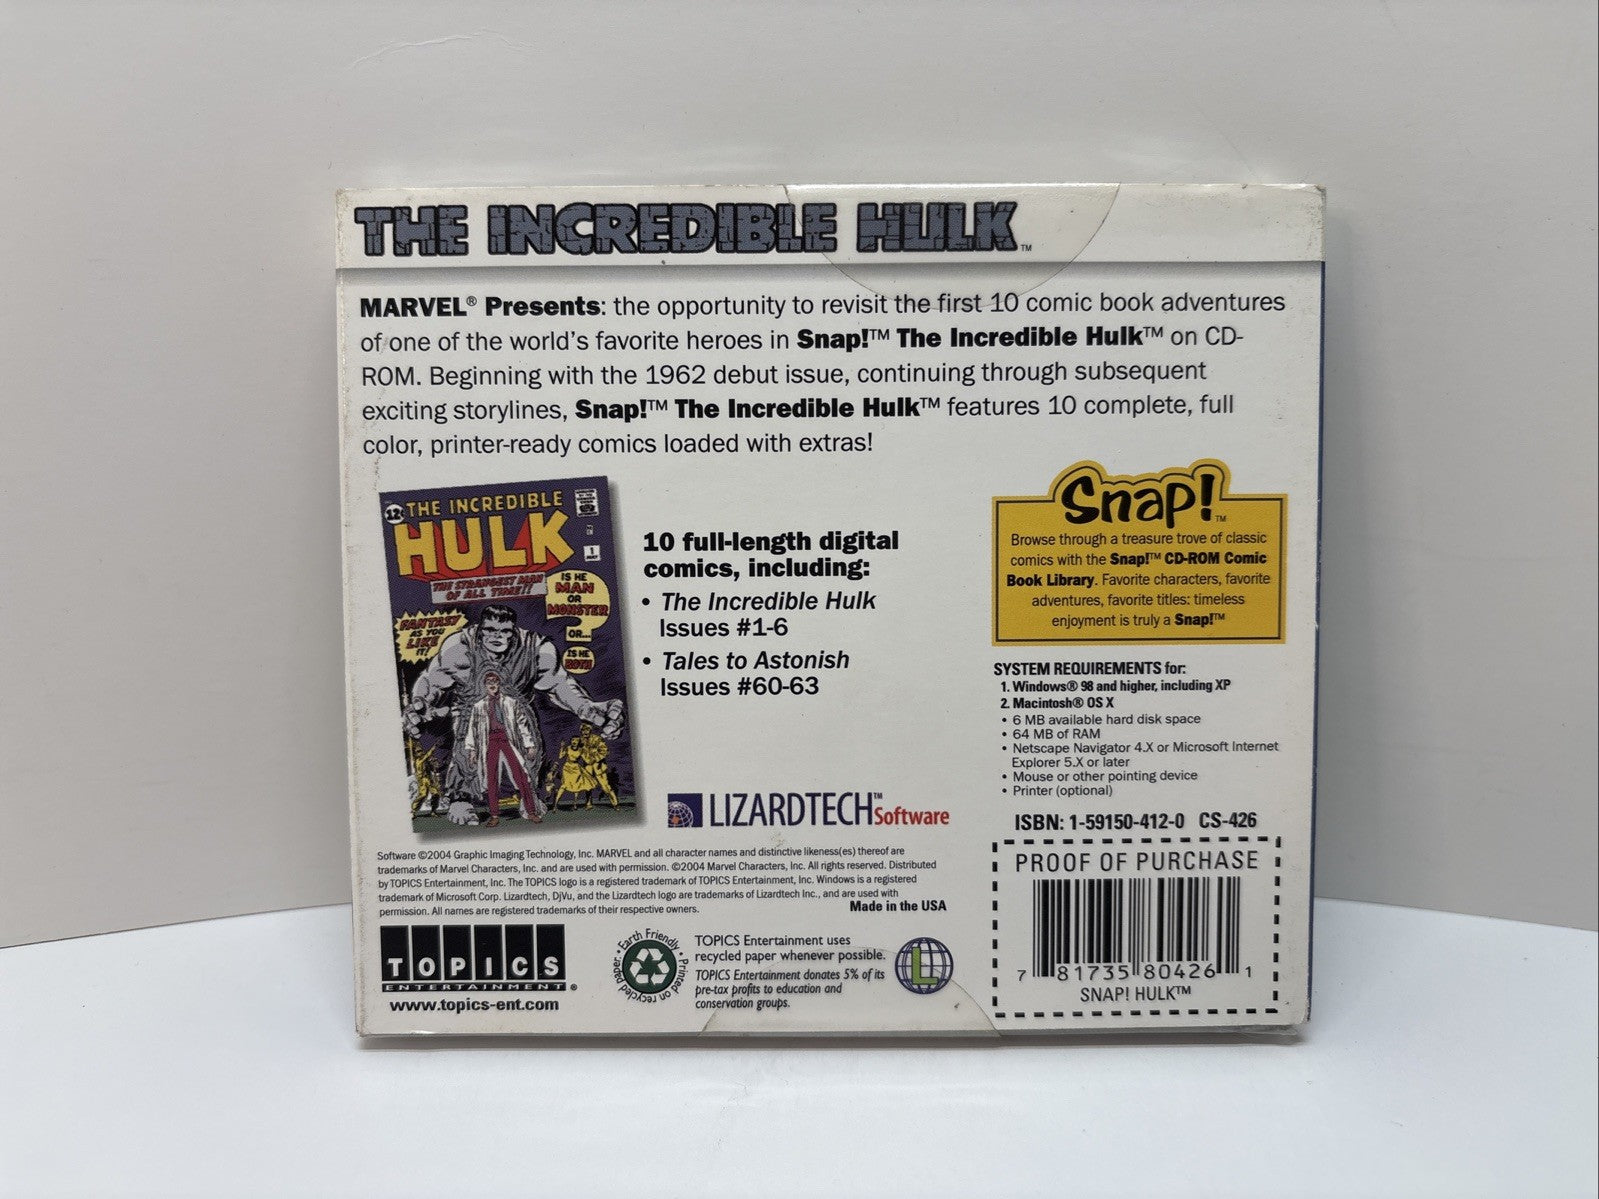 THE INCREDIBLE HULK™
MARVEL® Presents: the opportunity to revisit the first 10 comic book adventures
of one of the world's favorite heroes in Snap!™ The Incredible Hulk™ on CD-
ROM. Beginning with the 1962 debut issue, continuing through subsequent
exciting storylines, Snap!™ The Incredible Hulk™ features 10 complete, full
color, printer-ready comics loaded with extras!
12¢ THE INCREDIBLE
HULK
1
THE STRANGEST MAN
OF ALL TIME!!
IS HE
MAN
OR
MONSTER
OR...
IS HE
BOTH
FANTASY
AS YOU
LIKE
IT!
10 full-length digital
comics, including:
• The Incredible Hulk
Issues #1-6
• Tales to Astonish
Issues #60-63
LIZARDTECH™ Software
Snap!™
Browse through a treasure trove of classic
comics with the Snap!™ CD-ROM Comic
Book Library. Favorite characters, favorite
adventures, favorite titles: timeless
enjoyment is truly a Snap!™
SYSTEM REQUIREMENTS for:
1. Windows® 98 and higher, including XP
2. Macintosh® OS X
• 6 MB available hard disk space
• 64 MB of RAM
• Netscape Navigator 4.X or Microsoft Internet
Explorer 5.X or later
• Mouse or other pointing device
• Printer (optional)
ISBN: 1-59150-412-0 CS-426
PROOF OF PURCHASE
7 81735 80426 1
SNAP! HULK™
Software ©2004 Graphic Imaging Technology, Inc. MARVEL and all character names and distinctive likeness(es) thereof are
trademarks of Marvel Characters, Inc. and are used with permission. ©2004 Marvel Characters, Inc. All rights reserved. Distributed
by TOPICS Entertainment, Inc. The TOPICS logo is a registered trademark of TOPICS Entertainment, Inc. Windows is a registered
trademark of Microsoft Corp. Lizardtech, DjVu, and the Lizardtech logo are trademarks of Lizardtech Inc., and are used with
permission. All names are registered trademarks of their respective owners.
Made in the USA
TOPICS
ENTERTAINMENT®
www.topics-ent.com
• Earth Friendly • Printed on recycled paper.
TOPICS Entertainment uses
recycled paper whenever possible.
TOPICS Entertainment donates 5% of its
pre-tax profits to education and
conservation groups.
L